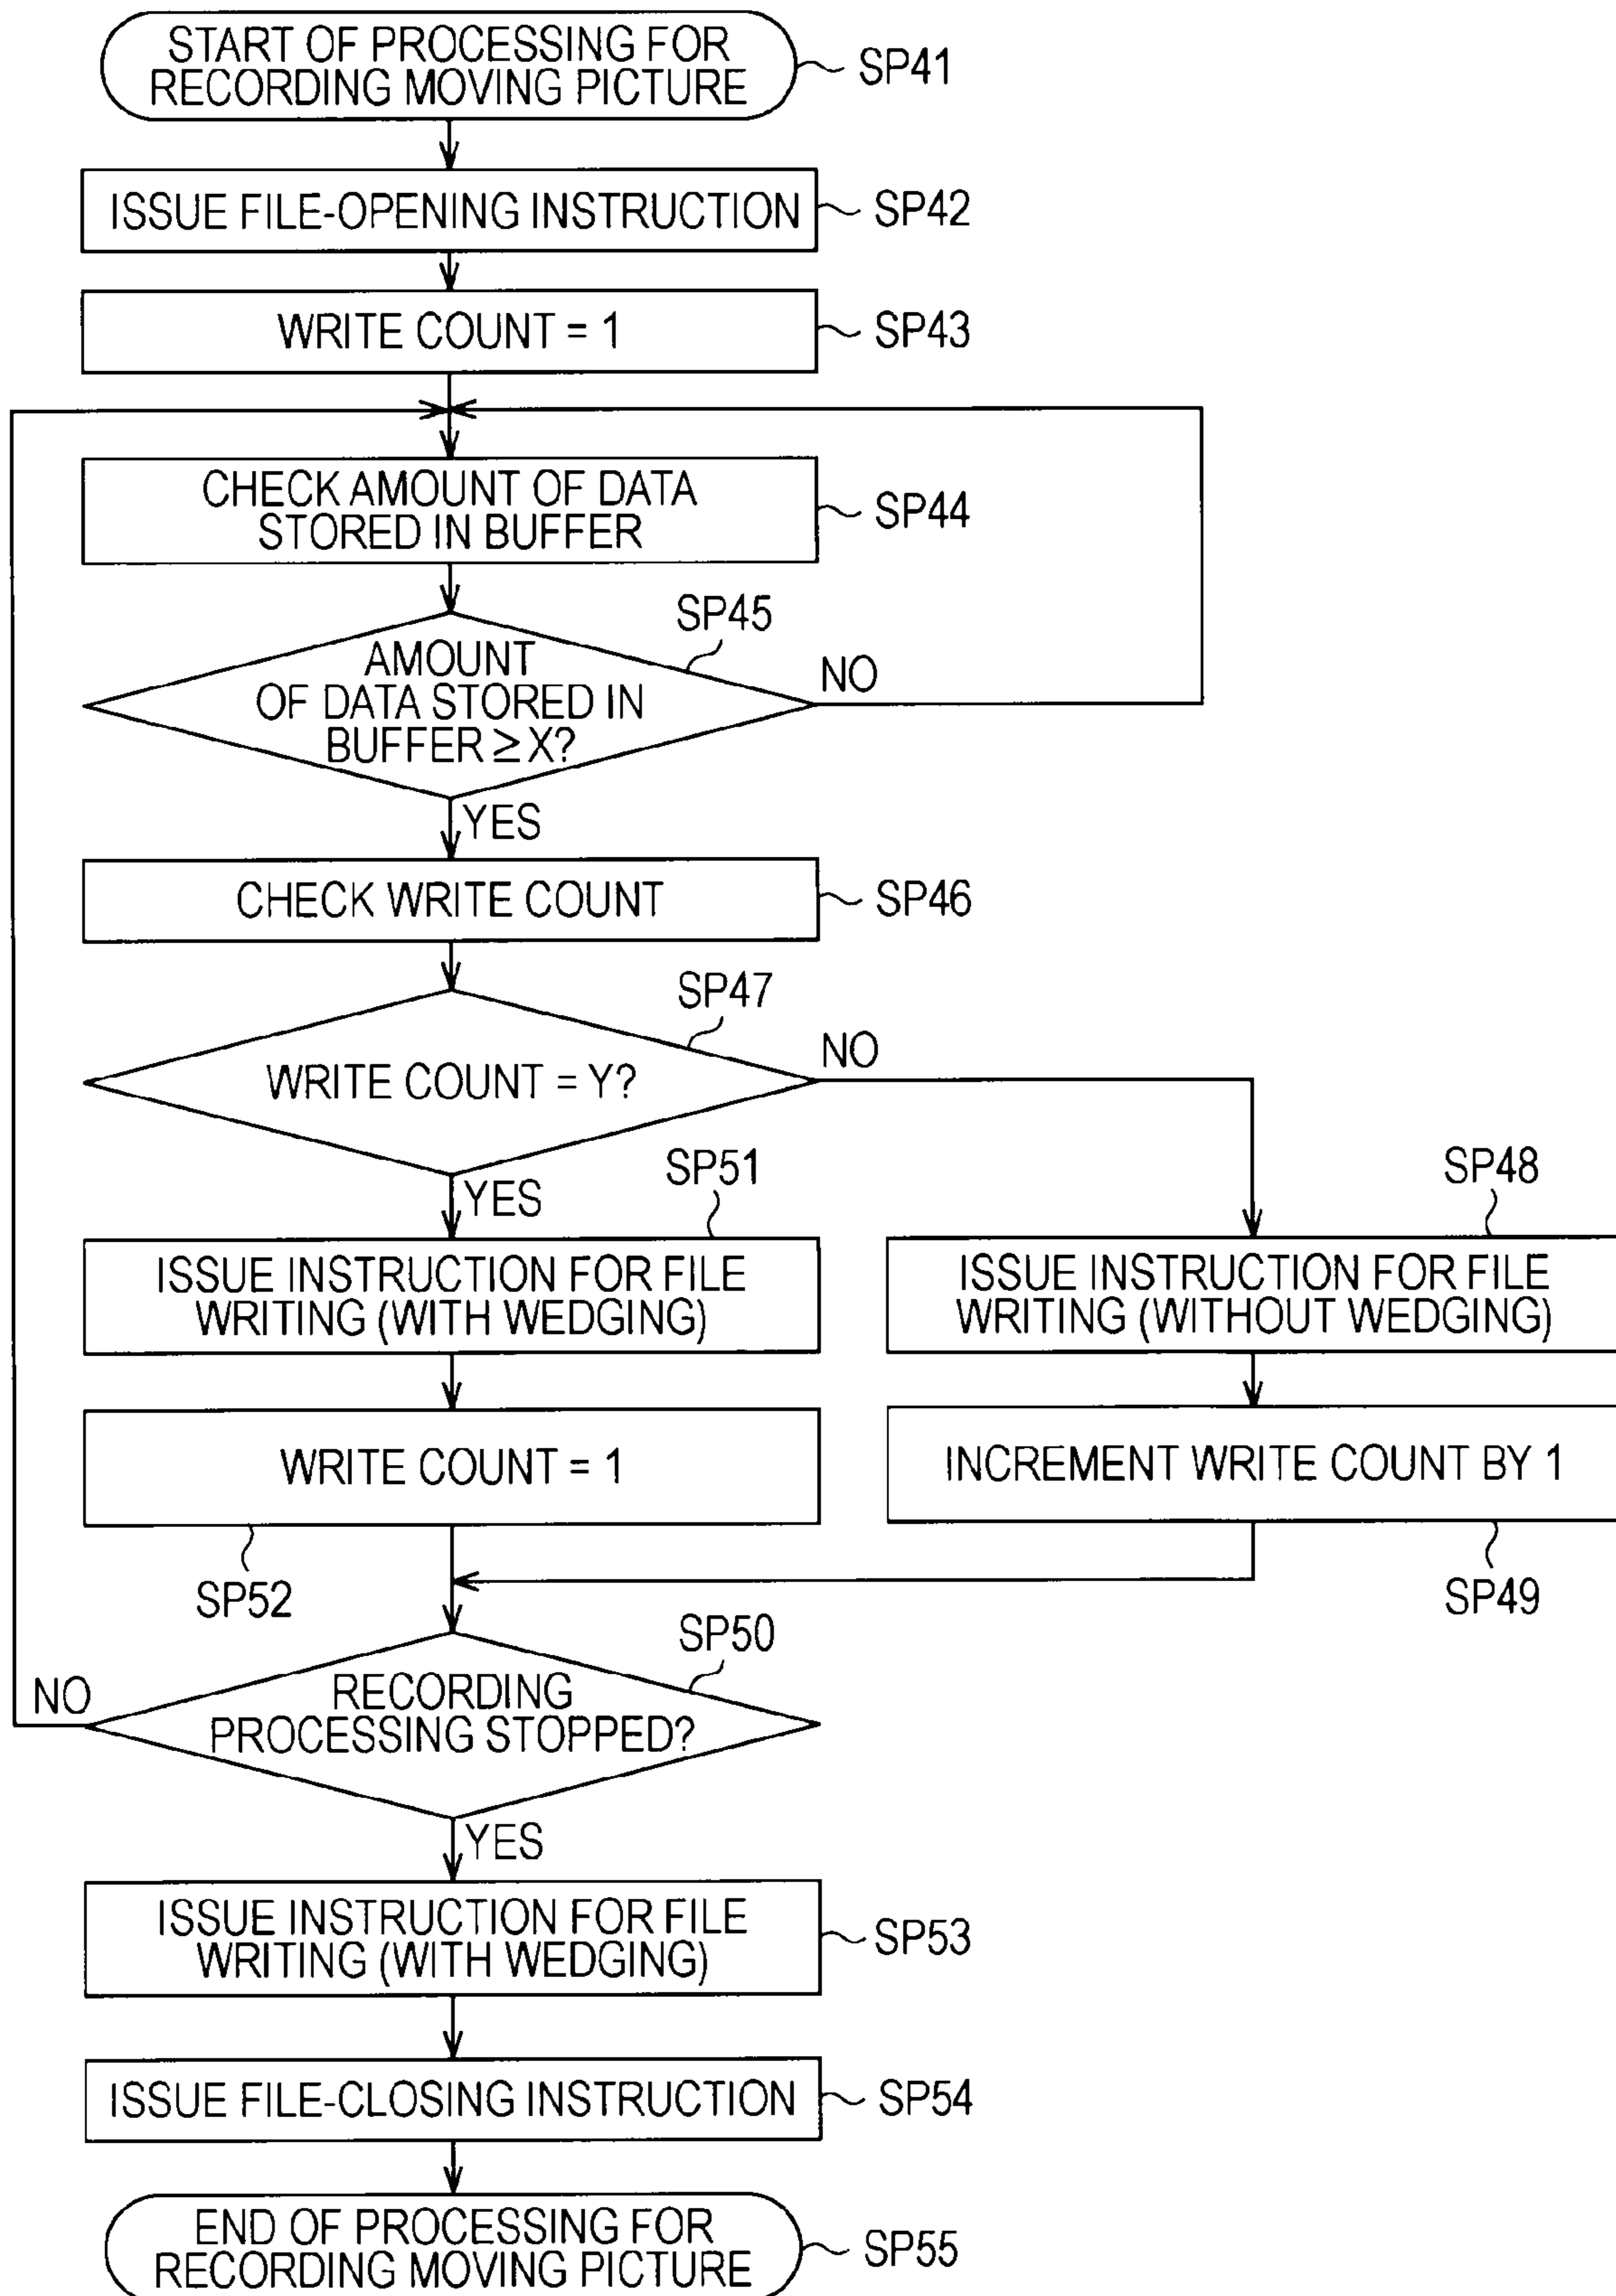 START OF PROCESSING FOR
RECORDING MOVING PICTURE
SP41
ISSUE FILE-OPENING INSTRUCTION
SP42
WRITE COUNT = 1
SP43
CHECK AMOUNT OF DATA
STORED IN BUFFER
SP44
SP45
AMOUNT
OF DATA STORED IN
BUFFER ≥ X?
NO
YES
CHECK WRITE COUNT
SP46
SP47
WRITE COUNT = Y?
NO
YES
SP51
SP48
ISSUE INSTRUCTION FOR FILE
WRITING (WITH WEDGING)
ISSUE INSTRUCTION FOR FILE
WRITING (WITHOUT WEDGING)
WRITE COUNT = 1
INCREMENT WRITE COUNT BY 1
SP52
SP49
SP50
NO
RECORDING
PROCESSING STOPPED?
YES
ISSUE INSTRUCTION FOR FILE
WRITING (WITH WEDGING)
SP53
ISSUE FILE-CLOSING INSTRUCTION
SP54
END OF PROCESSING FOR
RECORDING MOVING PICTURE
SP55